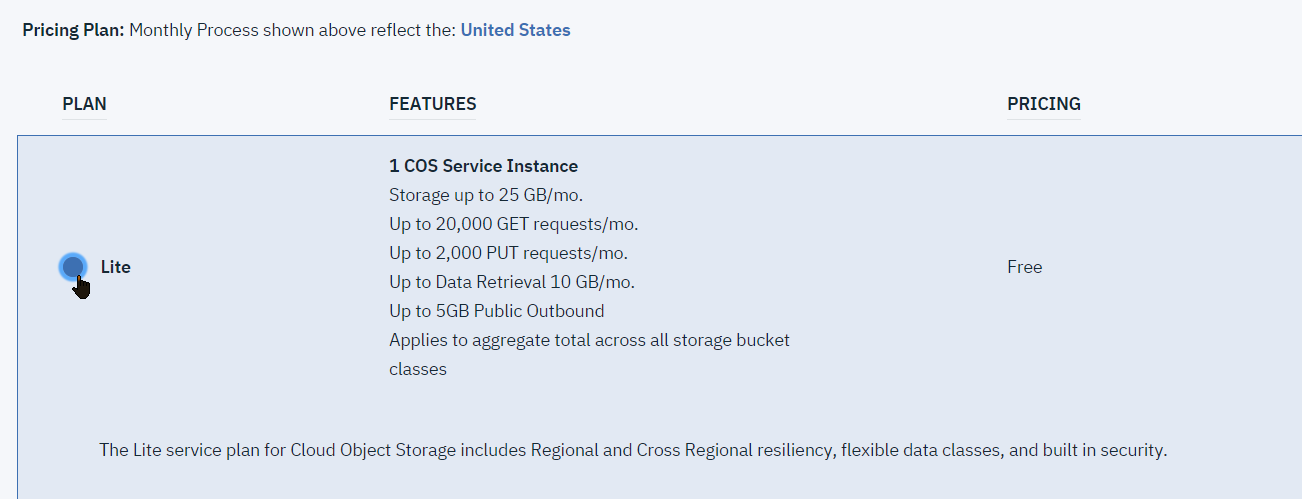 Pricing Plan: Monthly Process shown above reflect the: United States
PLAN FEATURES PRICING
1 COS Service Instance
Storage up to 25 GB/mo.
Up to 20,000 GET requests/mo.
Up to 2,000 PUT requests/mo.
Lite Free
Up to Data Retrieval 10 GB/mo.
Up to 5GB Public Outbound
Applies to aggregate total across all storage bucket
classes
The Lite service plan for Cloud Object Storage includes Regional and Cross Regional resiliency, flexible data classes, and built in security.